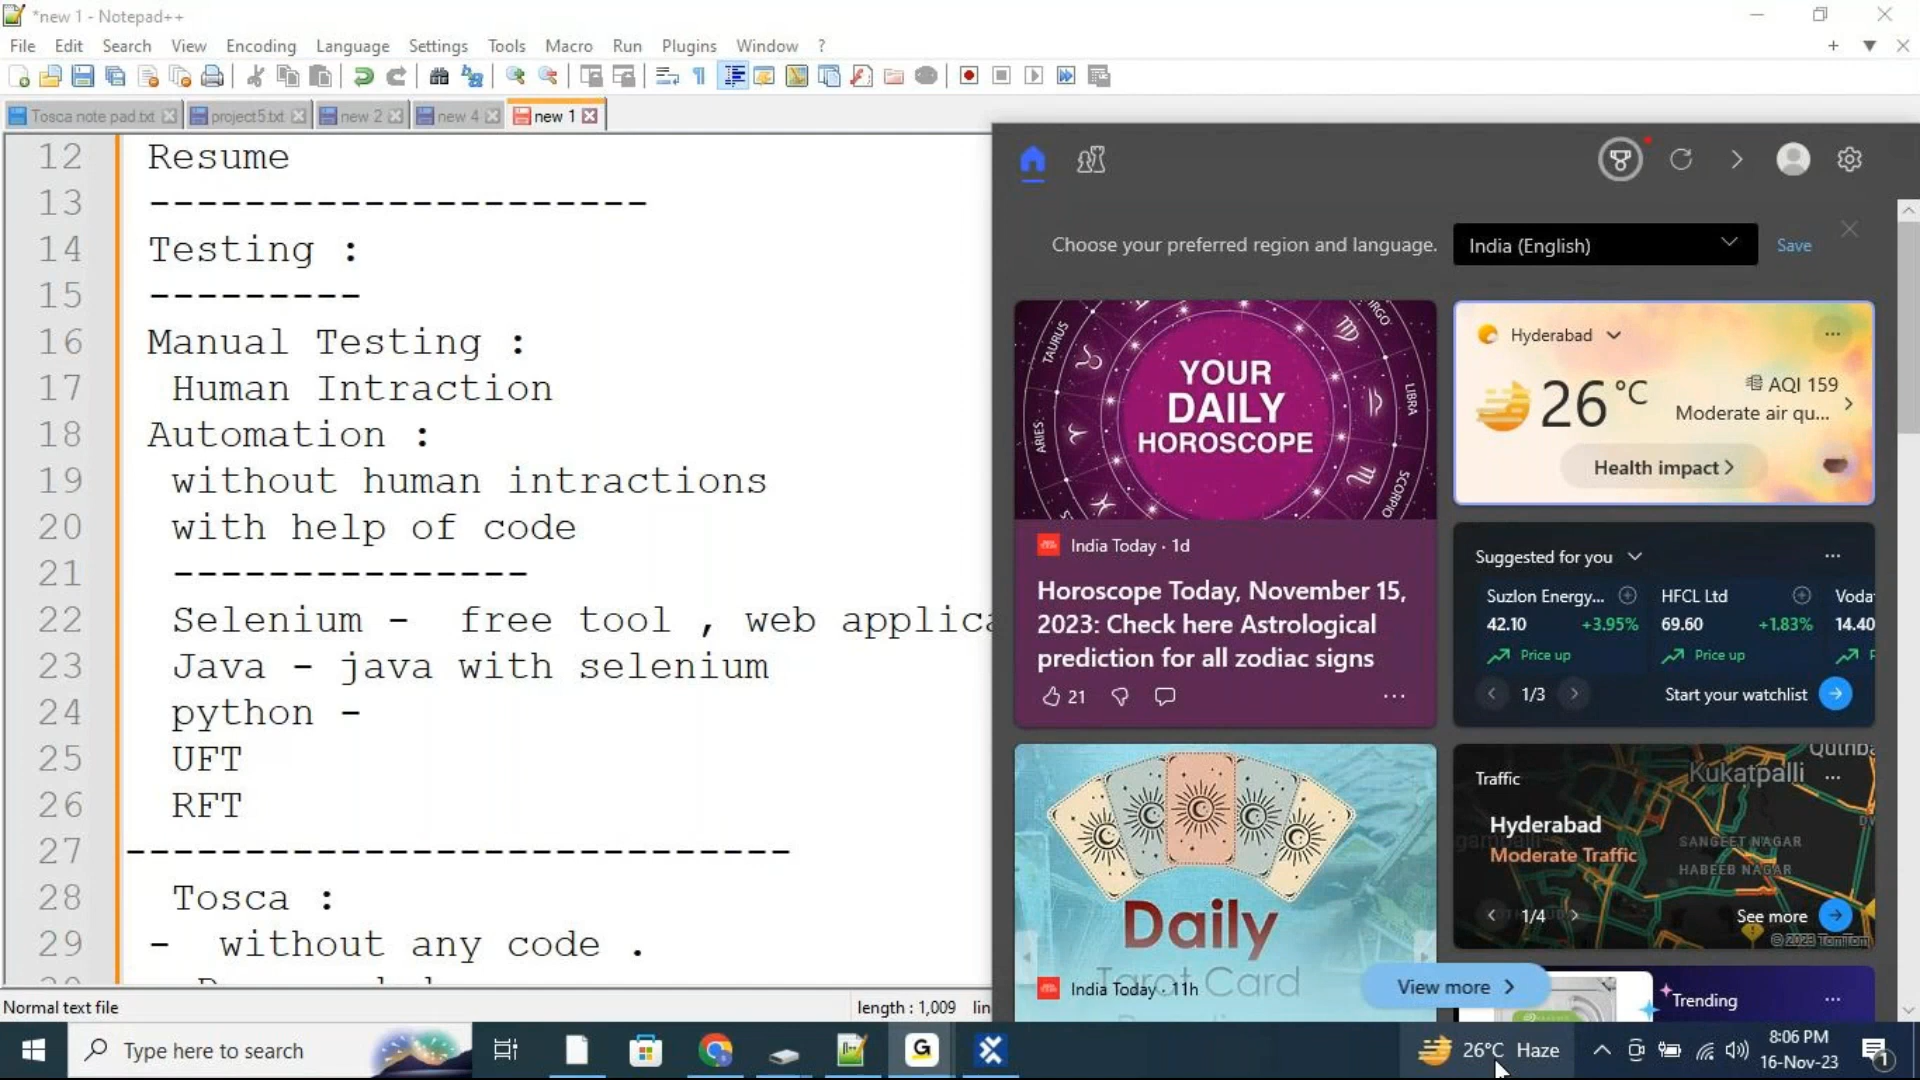 *new 1 - Notepad++
File Edit Search View Encoding Language Settings Tools Macro Run Plugins Window ?
Tosca note pad.txt project5.txt new 2 new 4 new 1
12 Resume
13 ---------------------
14 Testing :
15 ---------
16 Manual Testing :
17 Human Intraction
18 Automation :
19 without human intractions
20 with help of code
21 ---------------
22 Selenium - free tool , web applica
23 Java - java with selenium
24 python -
25 UFT
26 RFT
27 ----------------------------
28 Tosca :
29 - without any code .
Normal text file length : 1,009 lin
Choose your preferred region and language. India (English) Save
TAURUS
ARIES
LIBRA
SCORPIO
YOUR
DAILY
HOROSCOPE
India Today · 1d
Horoscope Today, November 15,
2023: Check here Astrological
prediction for all zodiac signs
21
Hyderabad
26 °C
AQI 159
Moderate air qu...
Health impact
Suggested for you
Suzlon Energy... HFCL Ltd Voda
42.10 +3.95% 69.60 +1.83% 14.40
Price up Price up
1/3 Start your watchlist
Daily
Tarot Card
India Today · 11h
View more
Traffic
Kukatpalli
Hyderabad
Moderate Traffic
SANGEET NAGAR
HABEEB NAGAR
1/4 See more
© 2023 TomTom
Trending
Type here to search
26°C Haze
8:06 PM
16-Nov-23
1